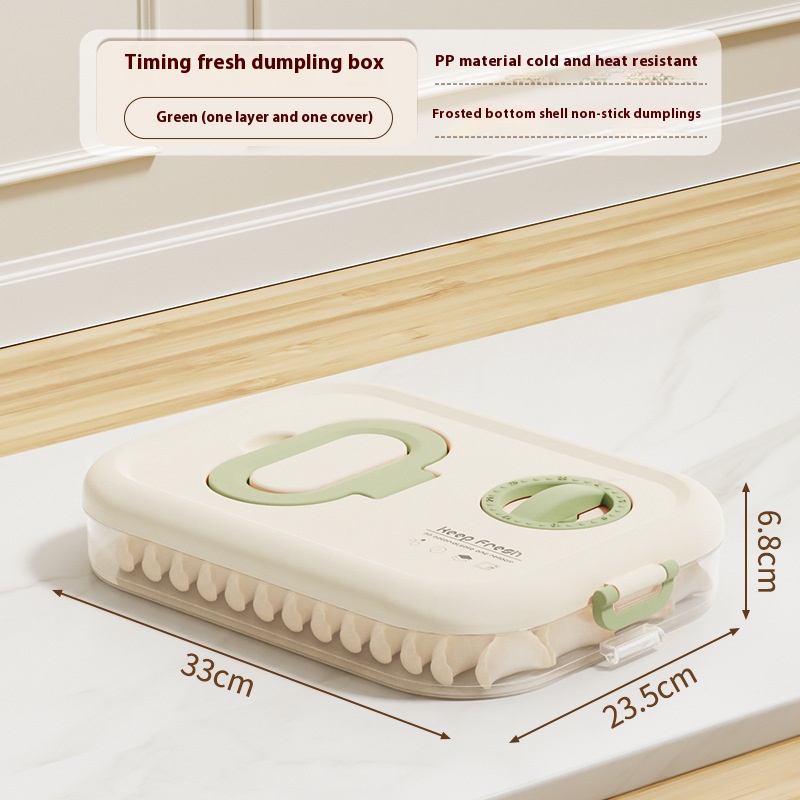 Timing fresh dumpling box
Green (one layer and one cover)
PP material cold and heat resistant
Frosted bottom shell non-stick dumplings
Keep Fresh
6.8cm
33cm
23.5cm